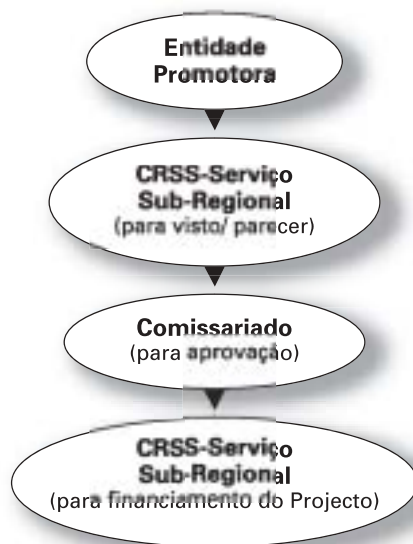 Entidade
Promotora
CRSS-Serviço
Sub-Regional
(para visto/ parecer)
Comissariado
(para aprovação)
CRSS-Serviço
Sub-Regional
(para financiamento do Projecto)